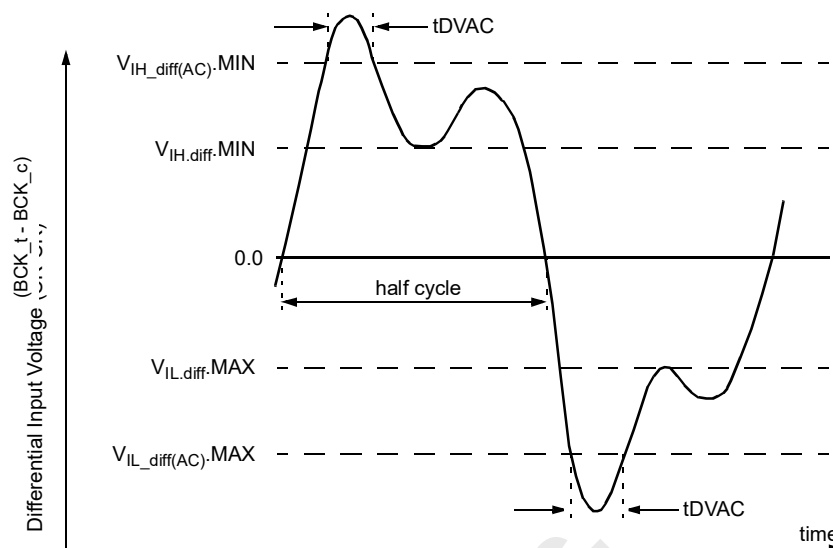 tDVAC
VIH_diff(AC).MIN
VIH.diff.MIN
0.0
half cycle
VIL.diff.MAX
VIL_diff(AC).MAX
tDVAC
time
Differential Input Voltage
(BCK_t - BCK_c)